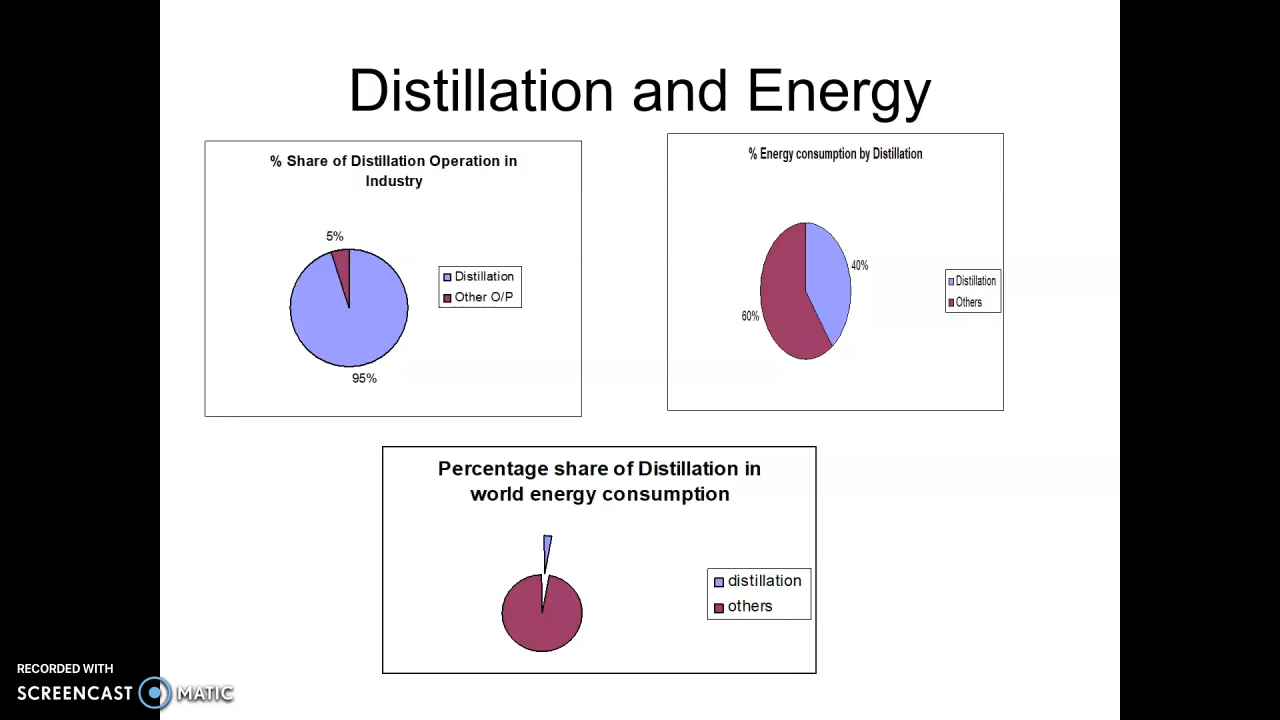 Distillation and Energy
% Share of Distillation Operation in
Industry
5%
95%
Distillation
Other O/P
% Energy consumption by Distillation
40%
60%
Distillation
Others
Percentage share of Distillation in
world energy consumption
distillation
others
RECORDED WITH
SCREENCAST MATIC